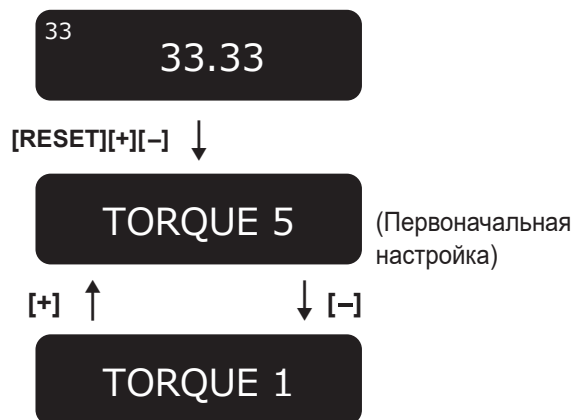 33
33.33
[RESET][+][–]
TORQUE 5
(Первоначальная
настройка)
[+]
[–]
TORQUE 1